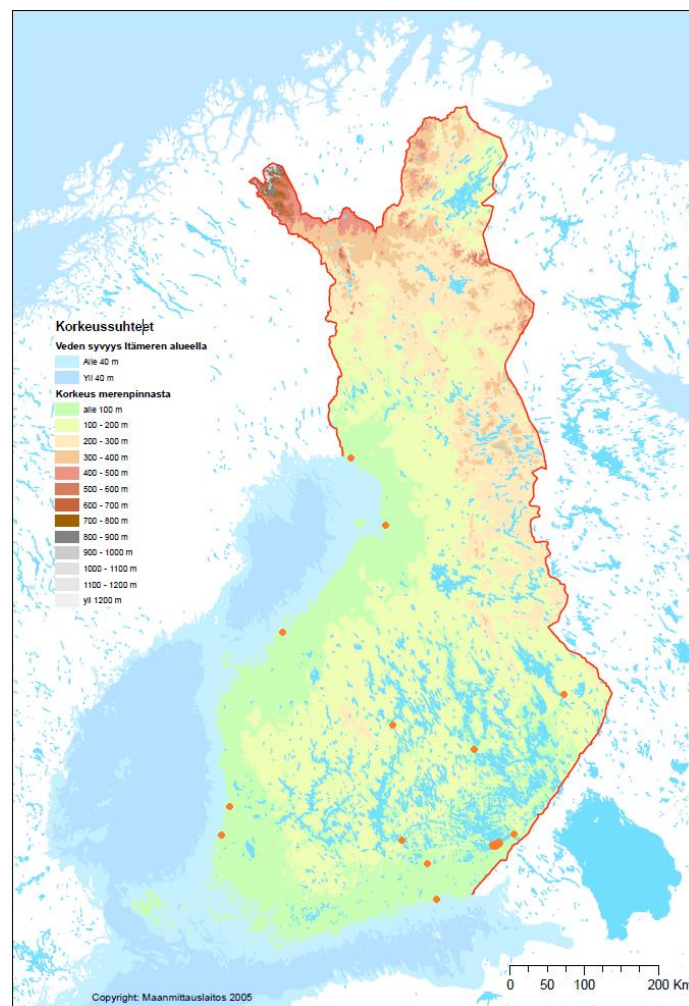 Korkeussuhteet
Veden syvyys Itämeren alueella
Alle 40 m
Yli 40 m
Korkeus merenpinnasta
alle 100 m
100 - 200 m
200 - 300 m
300 - 400 m
400 - 500 m
500 - 600 m
600 - 700 m
700 - 800 m
800 - 900 m
900 - 1000 m
1000 - 1100 m
1100 - 1200 m
yli 1200 m
0 50 100 200 Km
Copyright: Maanmittauslaitos 2005